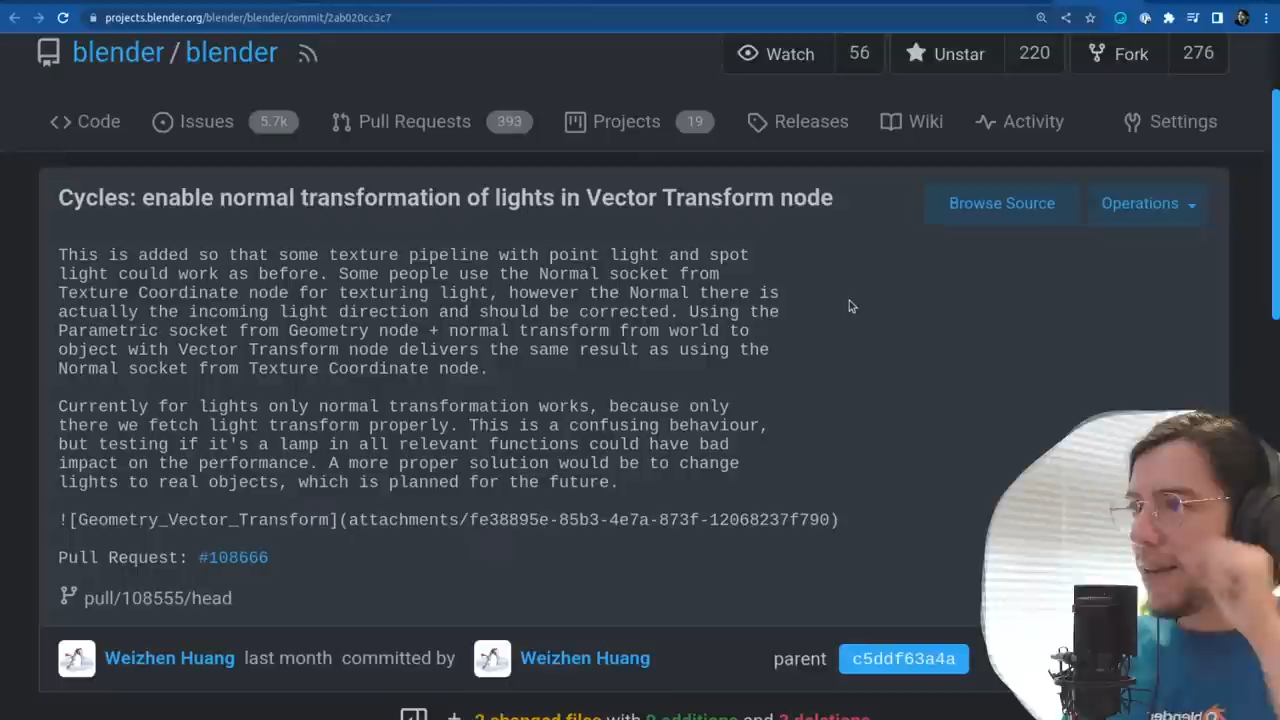 projects.blender.org/blender/blender/commit/2ab020cc3c7
blender / blender
Watch 56
Unstar 220
Fork 276
Code
Issues 5.7k
Pull Requests 393
Projects 19
Releases
Wiki
Activity
Settings
Cycles: enable normal transformation of lights in Vector Transform node
Browse Source
Operations
This is added so that some texture pipeline with point light and spot
light could work as before. Some people use the Normal socket from
Texture Coordinate node for texturing light, however the Normal there is
actually the incoming light direction and should be corrected. Using the
Parametric socket from Geometry node + normal transform from world to
object with Vector Transform node delivers the same result as using the
Normal socket from Texture Coordinate node.
Currently for lights only normal transformation works, because only
there we fetch light transform properly. This is a confusing behaviour,
but testing if it's a lamp in all relevant functions could have bad
impact on the performance. A more proper solution would be to change
lights to real objects, which is planned for the future.
![Geometry_Vector_Transform](attachments/fe38895e-85b3-4e7a-873f-12068237f790)
Pull Request: #108666
pull/108555/head
Weizhen Huang last month committed by Weizhen Huang
parent c5ddf63a4a
2 changed files with 9 additions and 3 deletions